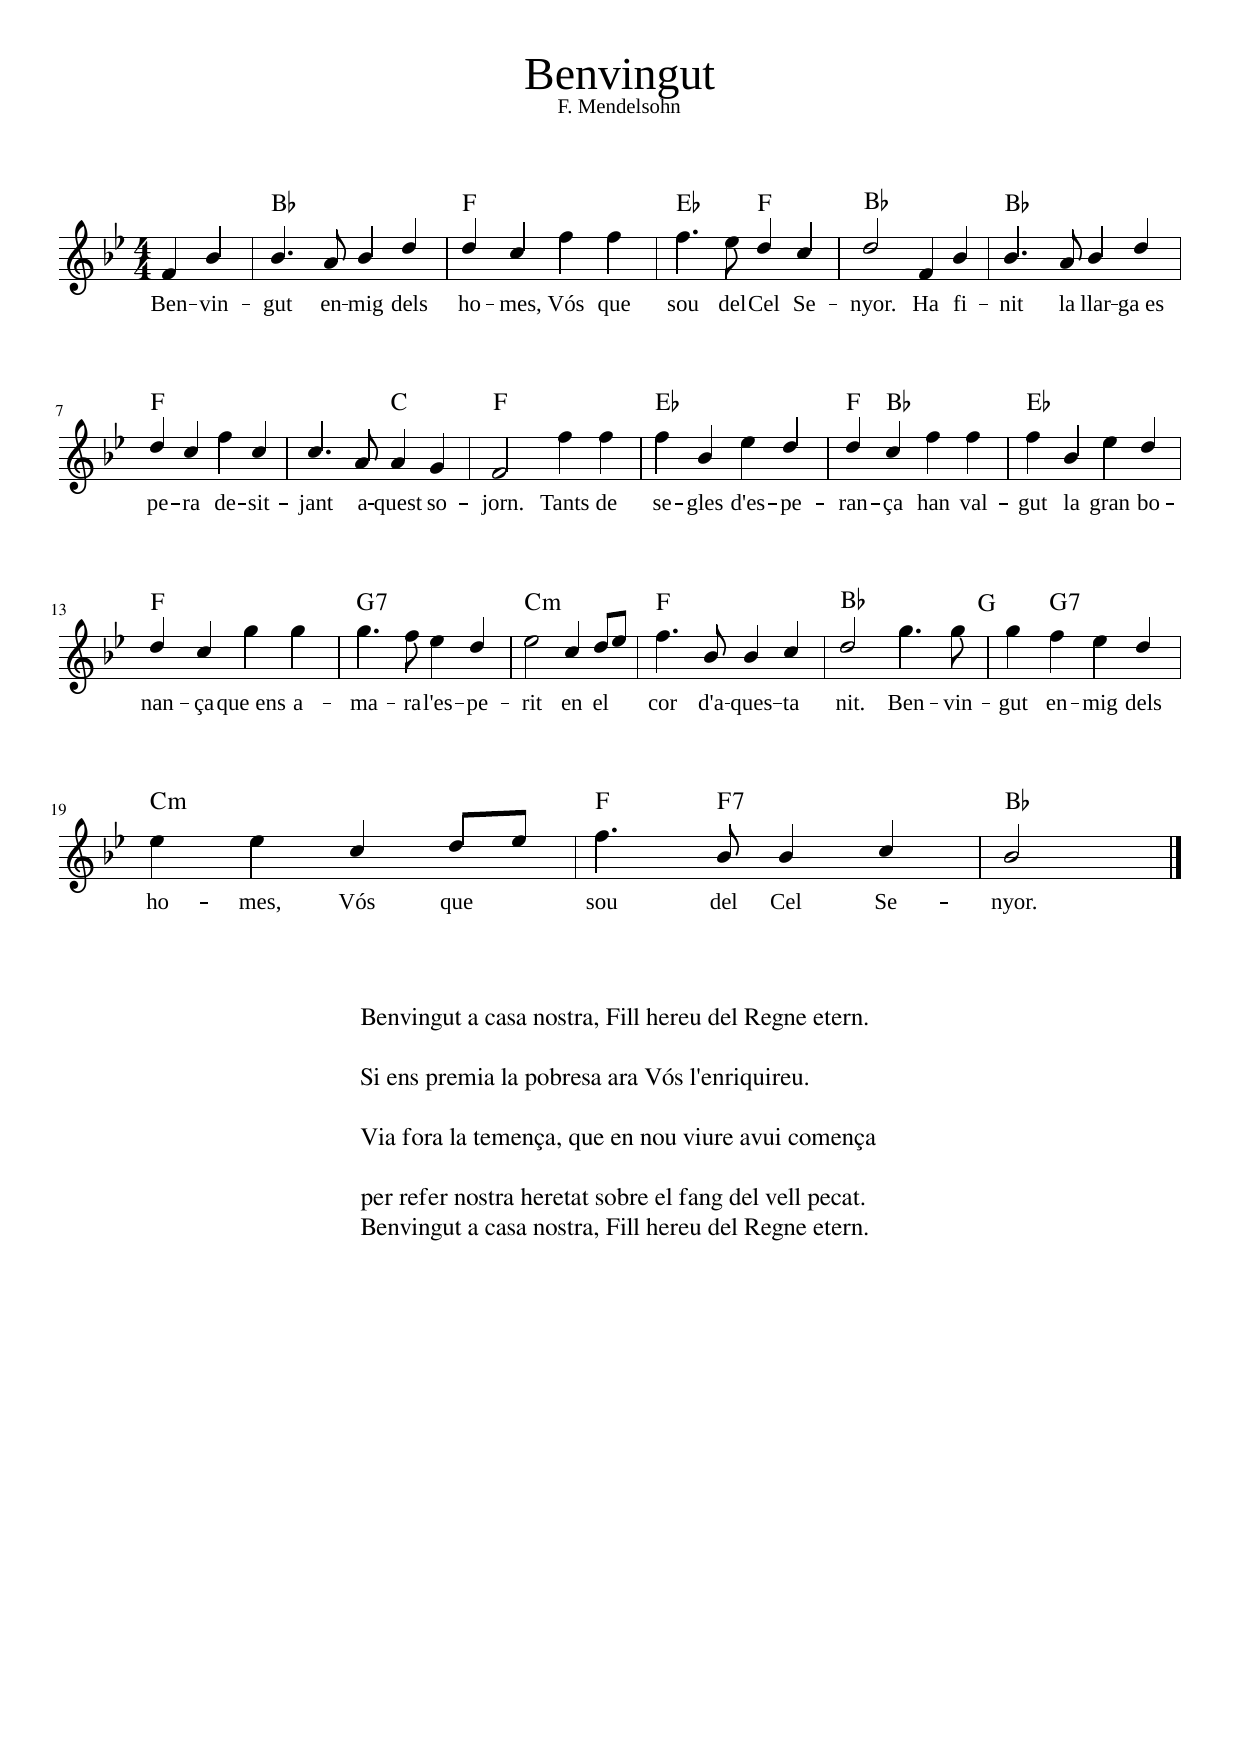 Benvingut
F. Mendelsohn
B♭ F E♭ F B♭ B♭
4
4
Ben-vin - gut en-mig dels ho - mes, Vós que sou del Cel Se - nyor. Ha fi - nit la llar-ga es
7
F C F E♭ F B♭ E♭
pe-ra de-sit - jant a-quest so - jorn. Tants de se-gles d'es-pe - ran-ça han val - gut la gran bo-
13
F G7 Cm F B♭ G G7
nan - ça que ens a - ma - ra l'es-pe - rit en el cor d'a-ques-ta nit. Ben - vin - gut en-mig dels
19
Cm F F7 B♭
ho - mes, Vós que sou del Cel Se - nyor.
Benvingut a casa nostra, Fill hereu del Regne etern.
Si ens premia la pobresa ara Vós l'enriquireu.
Via fora la temença, que en nou viure avui comença
per refer nostra heretat sobre el fang del vell pecat.
Benvingut a casa nostra, Fill hereu del Regne etern.